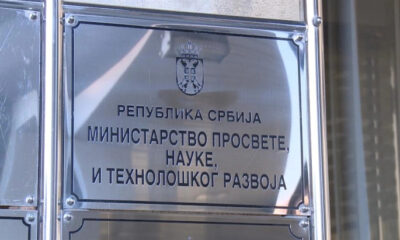 РЕПУБЛИКА СРБИЈА
МИНИСТАРСТВО ПРОСВЕТЕ,
НАУКЕ,
И ТЕХНОЛОШКОГ РАЗВОЈА